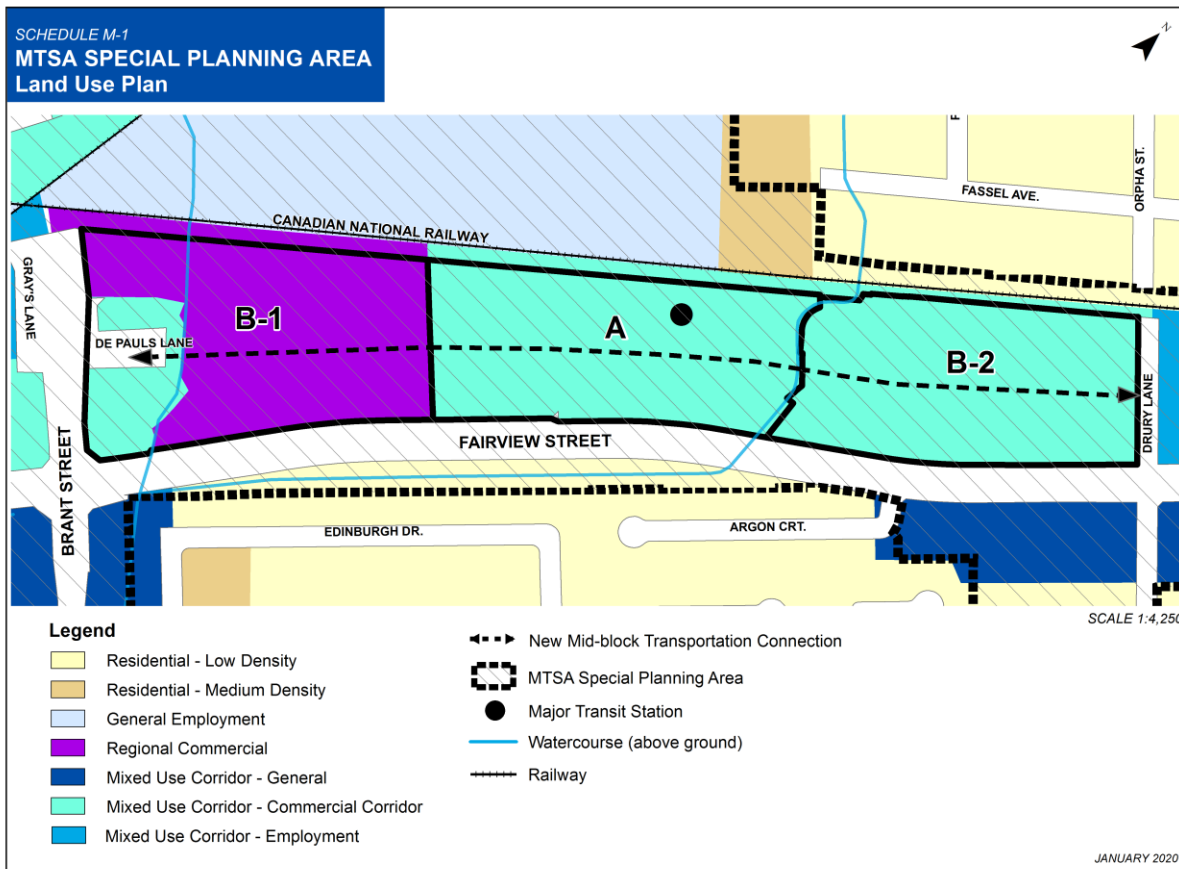 SCHEDULE M-1
MTSA SPECIAL PLANNING AREA
Land Use Plan
N
FASSEL AVE.
ORPHA ST.
CANADIAN NATIONAL RAILWAY
GRAY'S LANE
B-1
A
B-2
DE PAULS LANE
DRURY LANE
FAIRVIEW STREET
BRANT STREET
EDINBURGH DR.
ARGON CRT.
SCALE 1:4,250
Legend
Residential - Low Density
Residential - Medium Density
General Employment
Regional Commercial
Mixed Use Corridor - General
Mixed Use Corridor - Commercial Corridor
Mixed Use Corridor - Employment
New Mid-block Transportation Connection
MTSA Special Planning Area
Major Transit Station
Watercourse (above ground)
Railway
JANUARY 2020